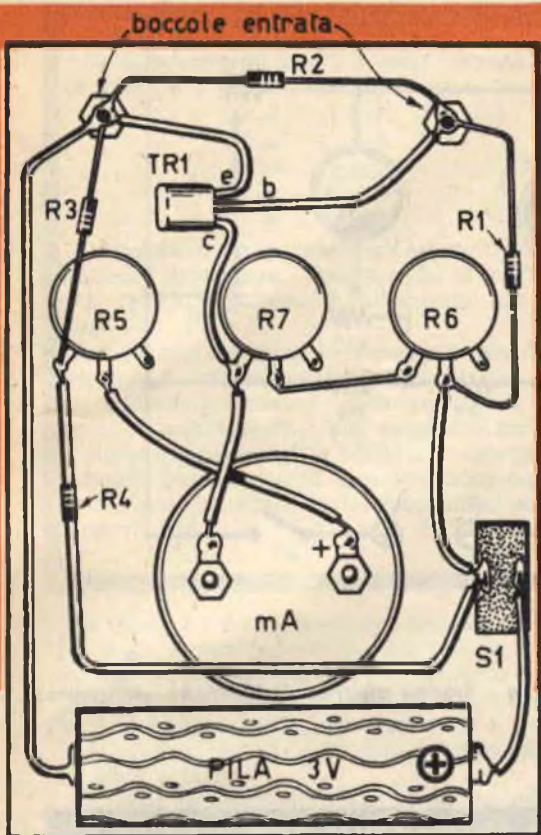 boccole entrata
R2
TR1
e
b
c
R3
R1
R5
R7
R6
R4
+
mA
S1
PILA 3V
+